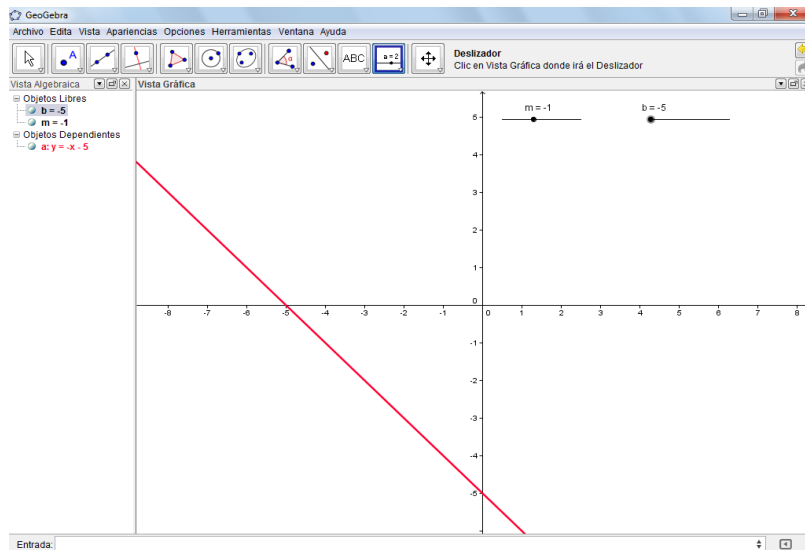 GeoGebra
Archivo Edita Vista Apariencias Opciones Herramientas Ventana Ayuda
A
α
ABC
a = 2
Deslizador
Clic en Vista Gráfica donde irá el Deslizador
Vista Algebraica
Vista Gráfica
Objetos Libres
b = -5
m = -1
Objetos Dependientes
a: y = -x - 5
m = -1
b = -5
5
4
3
2
1
0
-8 -7 -6 -5 -4 -3 -2 -1 0 1 2 3 4 5 6 7 8
-1
-2
-3
-4
-5
Entrada: